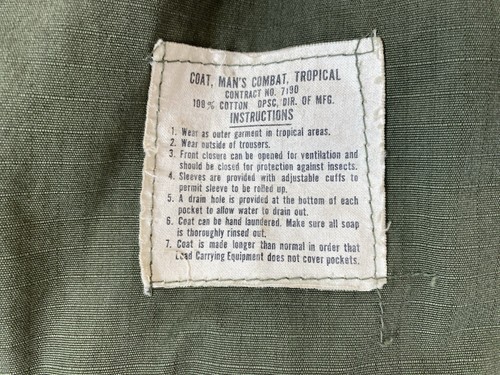 COAT, MAN'S COMBAT, TROPICAL
CONTRACT NO. 7190
100% COTTON DPSC, DIR. OF MFG.
INSTRUCTIONS
1. Wear as outer garment in tropical areas.
2. Wear outside of trousers.
3. Front closure can be opened for ventilation and
should be closed for protection against insects.
4. Sleeves are provided with adjustable cuffs to
permit sleeve to be rolled up.
5. A drain hole is provided at the bottom of each
pocket to allow water to drain out.
6. Coat can be hand laundered. Make sure all soap
is thoroughly rinsed out.
7. Coat is made longer than normal in order that
Load Carrying Equipment does not cover pockets.